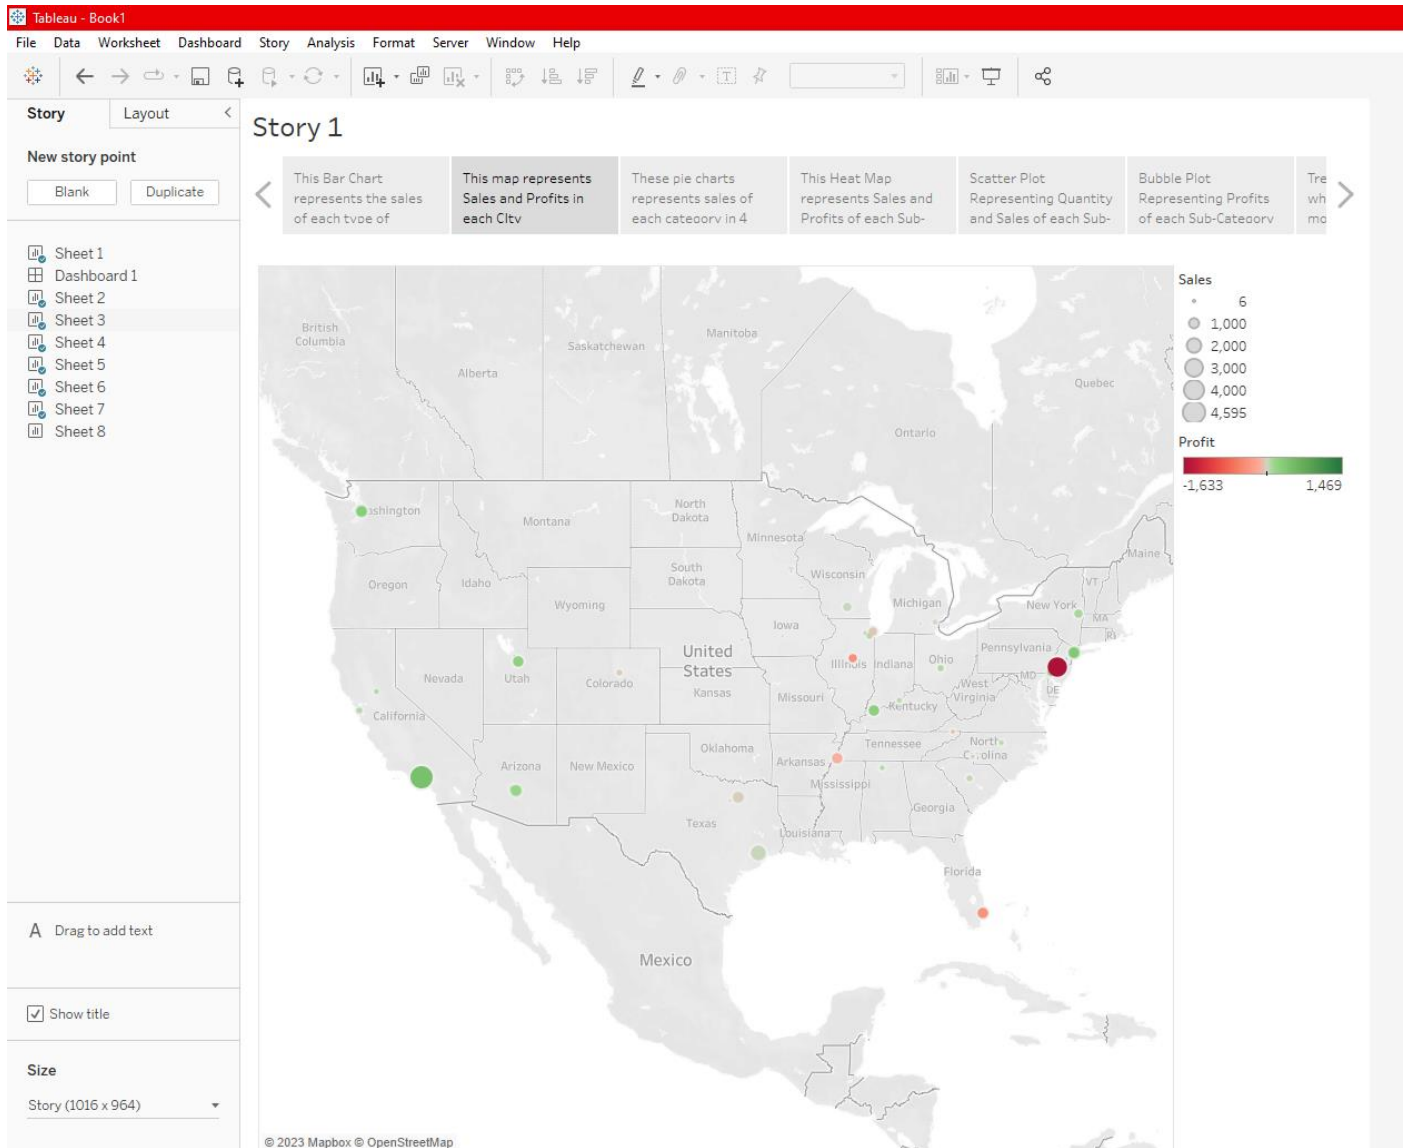 Tableau - Book1
File Data Worksheet Dashboard Story Analysis Format Server Window Help
Story Layout
New story point
Blank Duplicate
Sheet 1
Dashboard 1
Sheet 2
Sheet 3
Sheet 4
Sheet 5
Sheet 6
Sheet 7
Sheet 8
A Drag to add text
Show title
Size
Story (1016 x 964)
Story 1
This Bar Chart
represents the sales
of each type of
This map represents
Sales and Profits in
each CIty
These pie charts
represents sales of
each category in 4
This Heat Map
represents Sales and
Profits of each Sub-
Scatter Plot
Representing Quantity
and Sales of each Sub-
Bubble Plot
Representing Profits
of each Sub-Category
Tre
wh
mo
British
Columbia
Alberta
Saskatchewan
Manitoba
Ontario
Quebec
ashington
Montana
North
Dakota
Minnesota
Maine
Oregon
Idaho
South
Dakota
Wisconsin
Michigan
VT
Wyoming
New York
MA
Iowa
RI
Nevada
Utah
Colorado
United
States
Kansas
Missouri
Illinois
Indiana
Ohio
Pennsylvania
West
Virginia
MD
DE
California
Kentucky
Arizona
New Mexico
Oklahoma
Arkansas
Tennessee
North
Carolina
Mississippi
Texas
Louisiana
Georgia
Florida
Mexico
© 2023 Mapbox © OpenStreetMap
Sales
6
1,000
2,000
3,000
4,000
4,595
Profit
-1,633 1,469